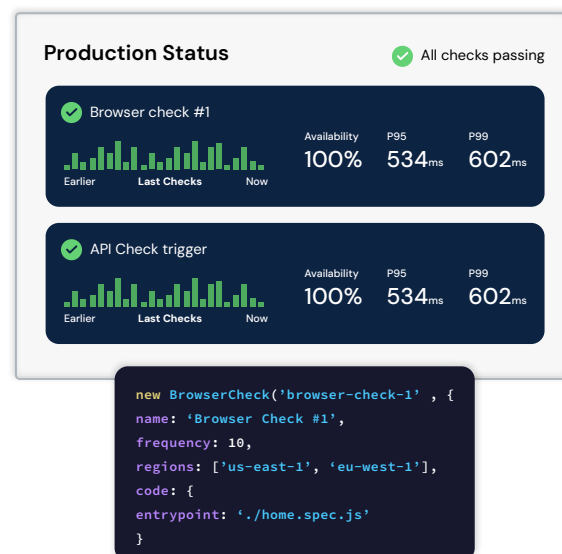 Production Status
All checks passing
Browser check #1
Availability P95 P99
100% 534ms 602ms
Earlier Last Checks Now
API Check trigger
Availability P95 P99
100% 534ms 602ms
Earlier Last Checks Now
new BrowserCheck(’browser-check-1’ , {
name: ‘Browser Check #1’,
frequency: 10,
regions: [’us-east-1’, ‘eu-west-1’],
code: {
entrypoint: ‘./home.spec.js’
}